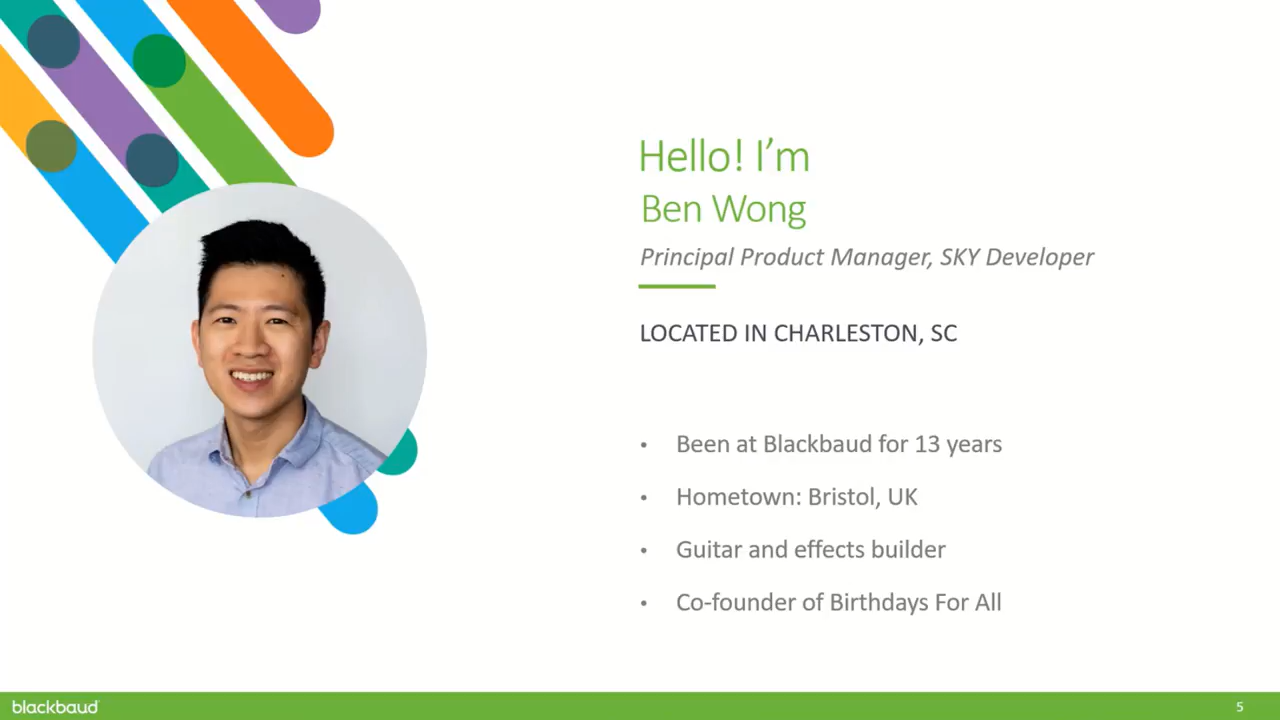 Hello! I’m
Ben Wong
Principal Product Manager, SKY Developer
LOCATED IN CHARLESTON, SC
• Been at Blackbaud for 13 years
• Hometown: Bristol, UK
• Guitar and effects builder
• Co-founder of Birthdays For All
blackbaud
5